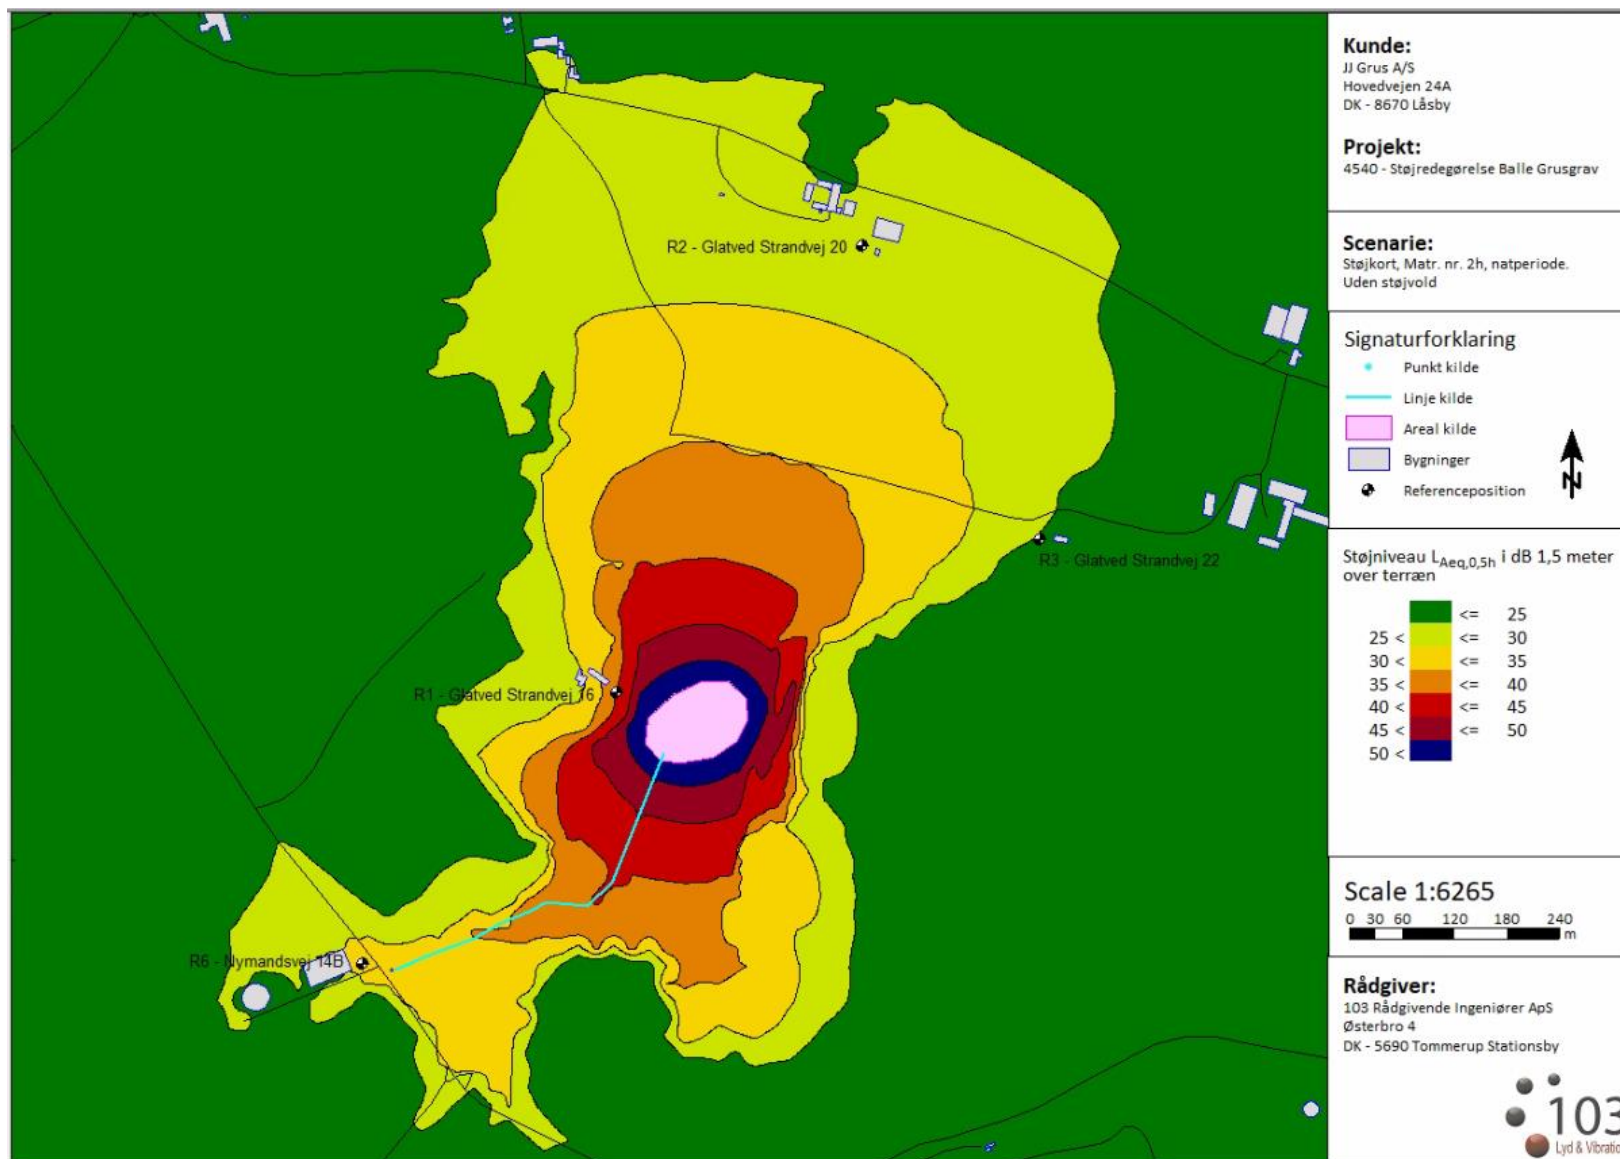 R2 - Glatved Strandvej 20
R3 - Glatved Strandvej 22
R1 - Glatved Strandvej 16
R6 - Nymandsvej 14B
Kunde:
JJ Grus A/S
Hovedvejen 24A
DK - 8670 Låsby
Projekt:
4540 - Støjredegørelse Balle Grusgrav
Scenarie:
Støjkort, Matr. nr. 2h, natperiode.
Uden støjvold
Signaturforklaring
Punkt kilde
Linje kilde
Areal kilde
Bygninger
Referenceposition
N
Støjniveau LAeq,0,5h i dB 1,5 meter
over terræn
<= 25
25 < <= 30
30 < <= 35
35 < <= 40
40 < <= 45
45 < <= 50
50 <
Scale 1:6265
0 30 60 120 180 240
m
Rådgiver:
103 Rådgivende Ingeniører ApS
Østerbro 4
DK - 5690 Tommerup Stationsby
103
Lyd & Vibratio